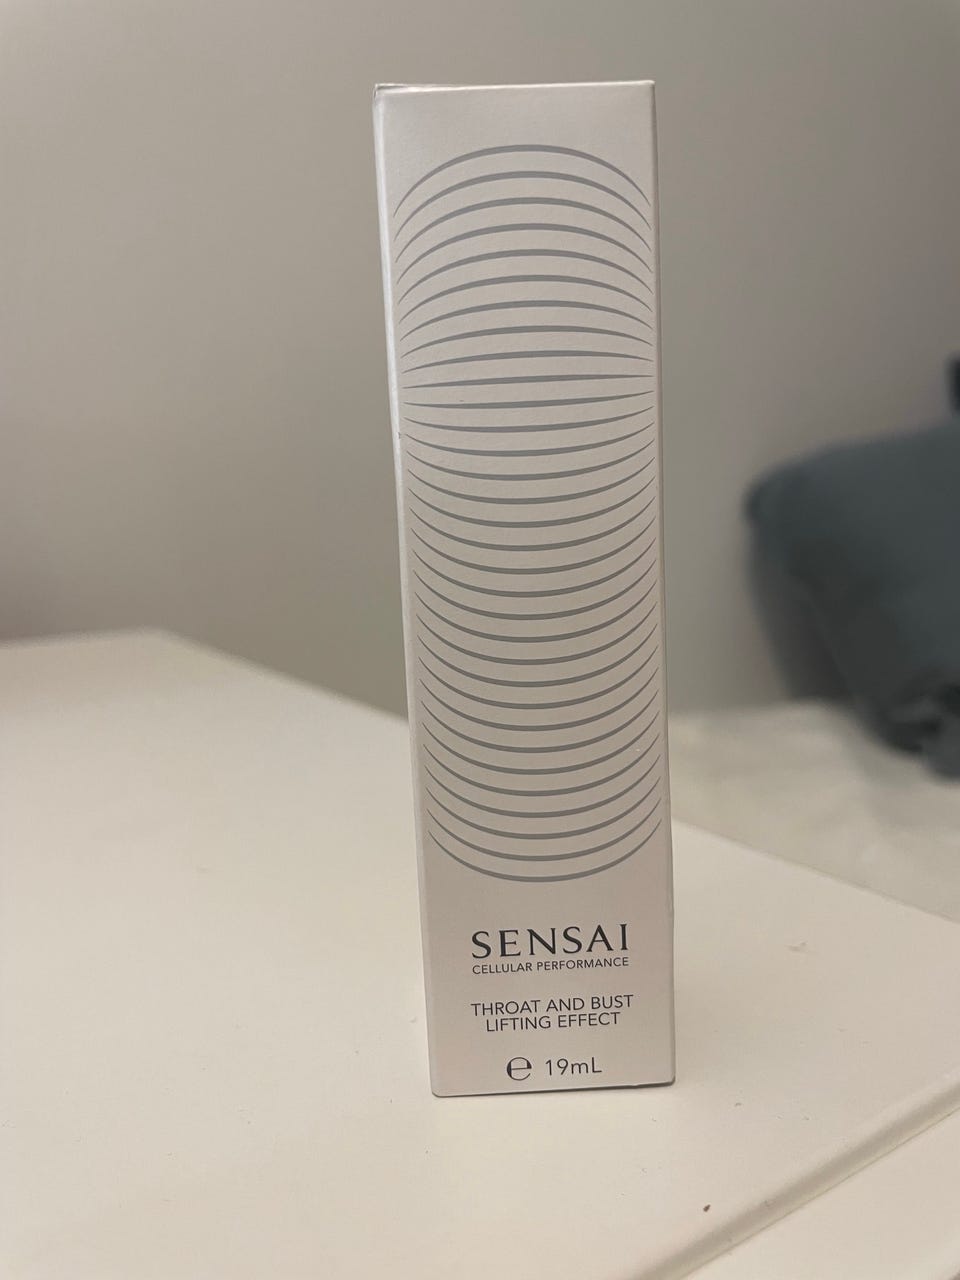 SENSAI
CELLULAR PERFORMANCE
THROAT AND BUST
LIFTING EFFECT
℮ 19mL